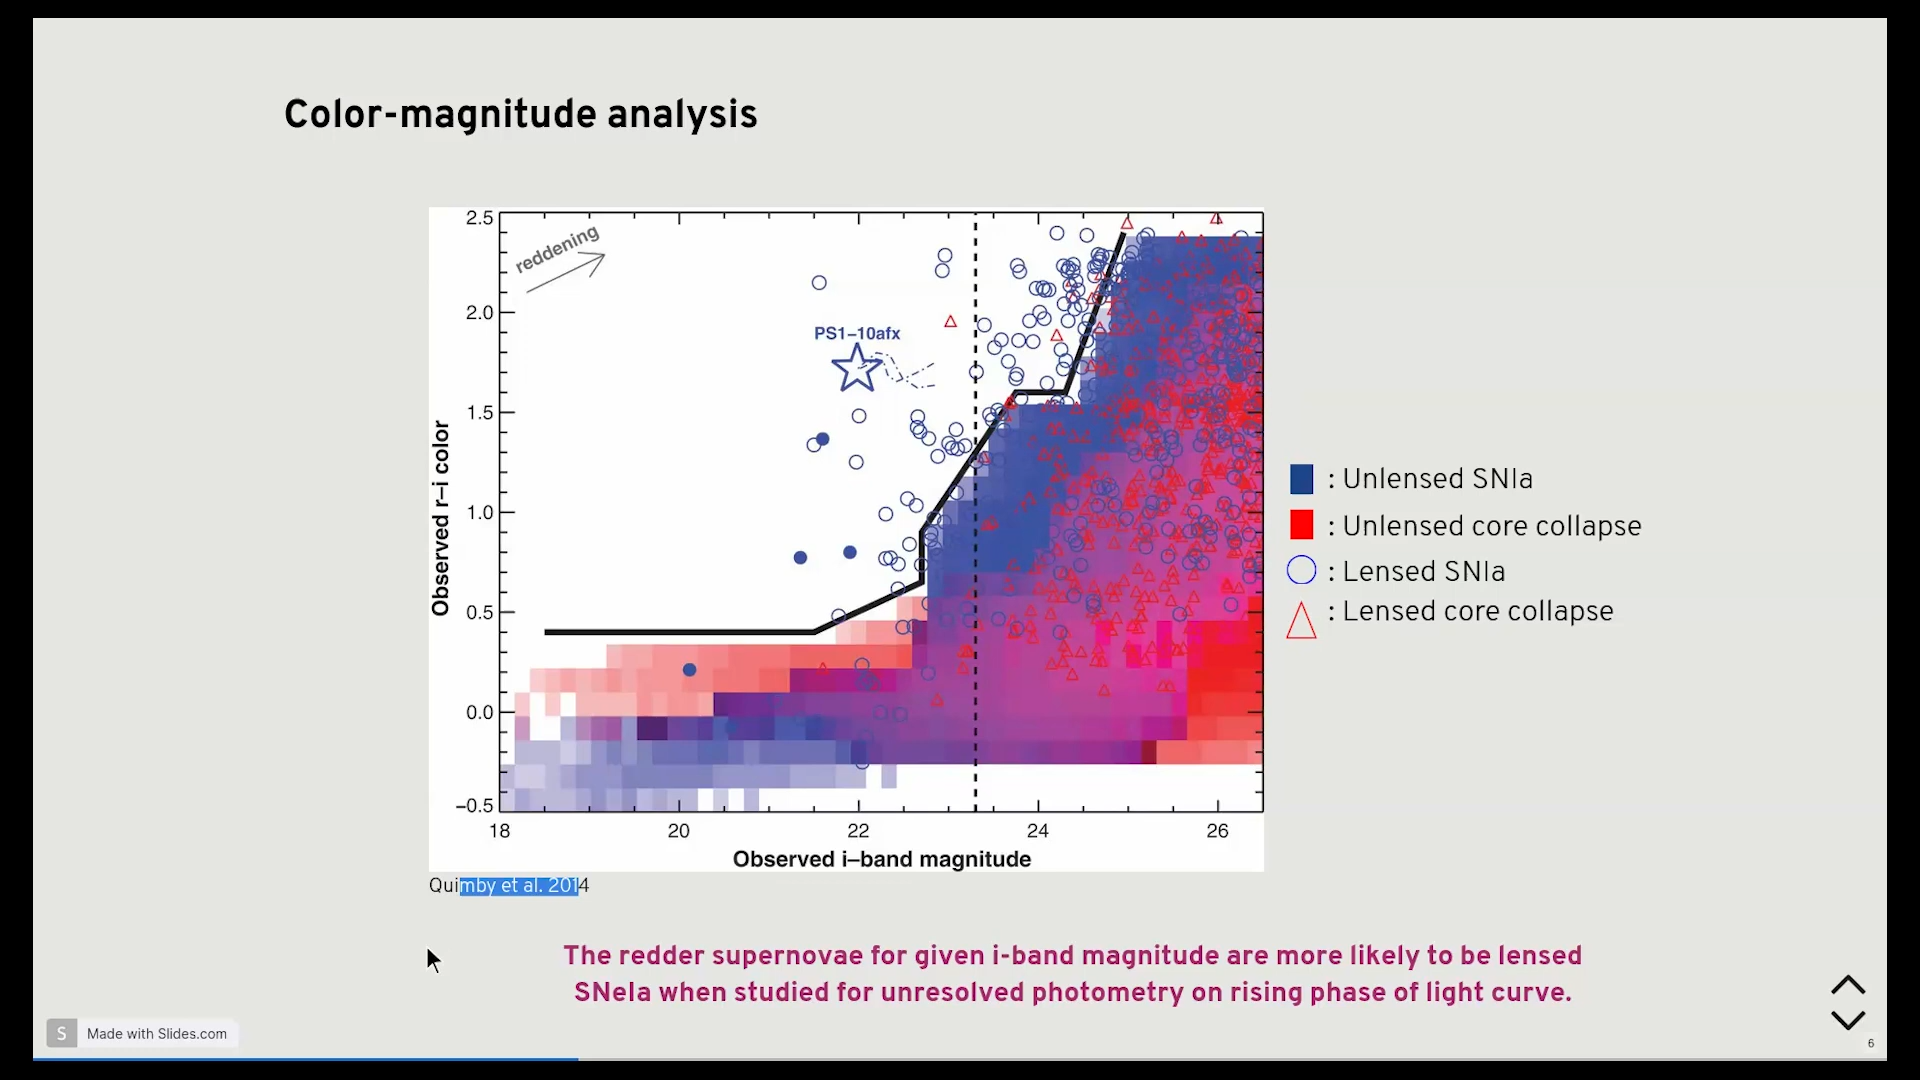 Color-magnitude analysis
2.5
reddening
2.0
PS1–10afx
1.5
1.0
0.5
0.0
–0.5
Observed r–i color
18 20 22 24 26
Observed i–band magnitude
: Unlensed SNIa
: Unlensed core collapse
: Lensed SNIa
: Lensed core collapse
Quimby et al. 2014
The redder supernovae for given i-band magnitude are more likely to be lensed
SNeIa when studied for unresolved photometry on rising phase of light curve.
S Made with Slides.com
6